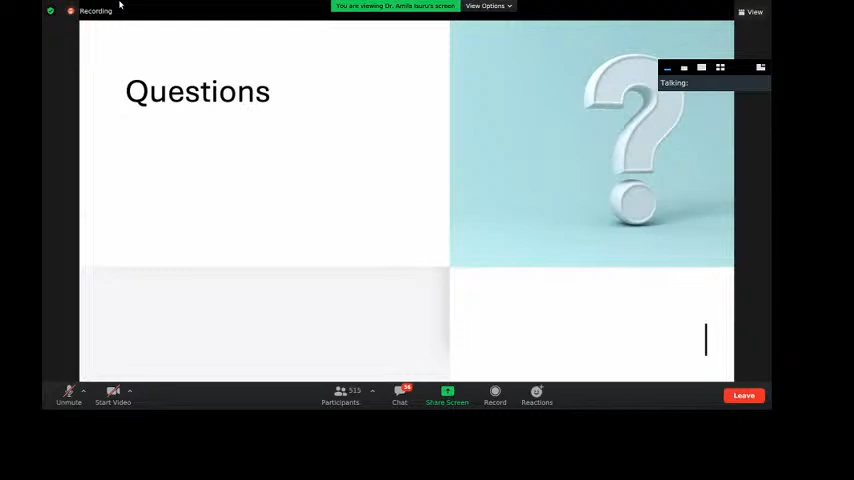 Recording
You are viewing Dr. Amila Isuru's screen
View Options
View
Questions
Talking:
Unmute
Start Video
515
Participants
36
Chat
Share Screen
Record
Reactions
Leave